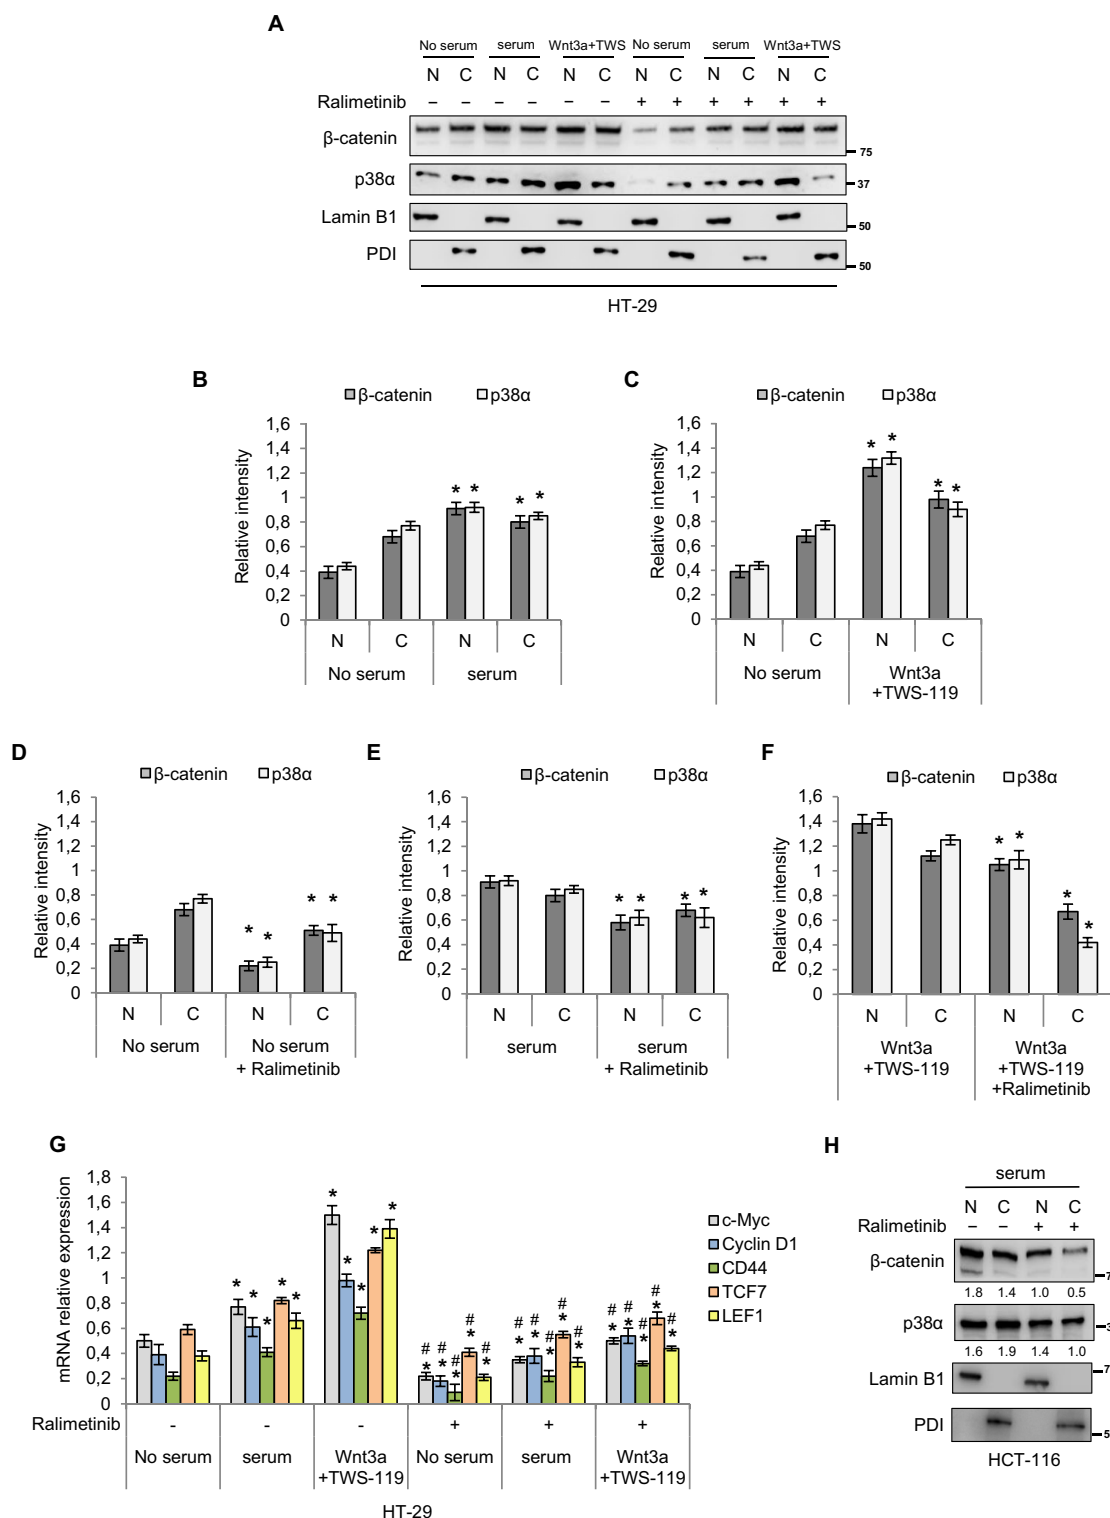 A
No serum serum Wnt3a+TWS No serum serum Wnt3a+TWS
N C N C N C N C N C N C
Ralimetinib – – – – – – + + + + + +
β-catenin
75
p38α
37
Lamin B1
50
PDI
50
HT-29
B
β-catenin p38α
Relative intensity
1,6
1,4
1,2
1
0,8
0,6
0,4
0,2
0
* * * *
N C N C
No serum serum
C
β-catenin p38α
Relative intensity
1,6
1,4
1,2
1
0,8
0,6
0,4
0,2
0
* * * *
N C N C
No serum Wnt3a
+TWS-119
D
β-catenin p38α
Relative intensity
1,6
1,4
1,2
1
0,8
0,6
0,4
0,2
0
* * * *
N C N C
No serum No serum
+ Ralimetinib
E
β-catenin p38α
Relative intensity
1,6
1,4
1,2
1
0,8
0,6
0,4
0,2
0
* * * *
N C N C
serum serum
+ Ralimetinib
F
β-catenin p38α
Relative intensity
1,6
1,4
1,2
1
0,8
0,6
0,4
0,2
0
* * * *
N C N C
Wnt3a Wnt3a
+TWS-119 +TWS-119
+Ralimetinib
G
mRNA relative expression
1,8
1,6
1,4
1,2
1
0,8
0,6
0,4
0,2
0
* * * * *
* * * * *
# # # # #
* * * * *
# # # # #
* * * * *
# # # # #
* * * * *
c-Myc
Cyclin D1
CD44
TCF7
LEF1
Ralimetinib - - - + + +
No serum serum Wnt3a No serum serum Wnt3a
+TWS-119 +TWS-119
HT-29
H
serum
N C N C
Ralimetinib – – + +
β-catenin
7
1.8 1.4 1.0 0.5
p38α
3
1.6 1.9 1.4 1.0
Lamin B1
7
PDI
5
HCT-116